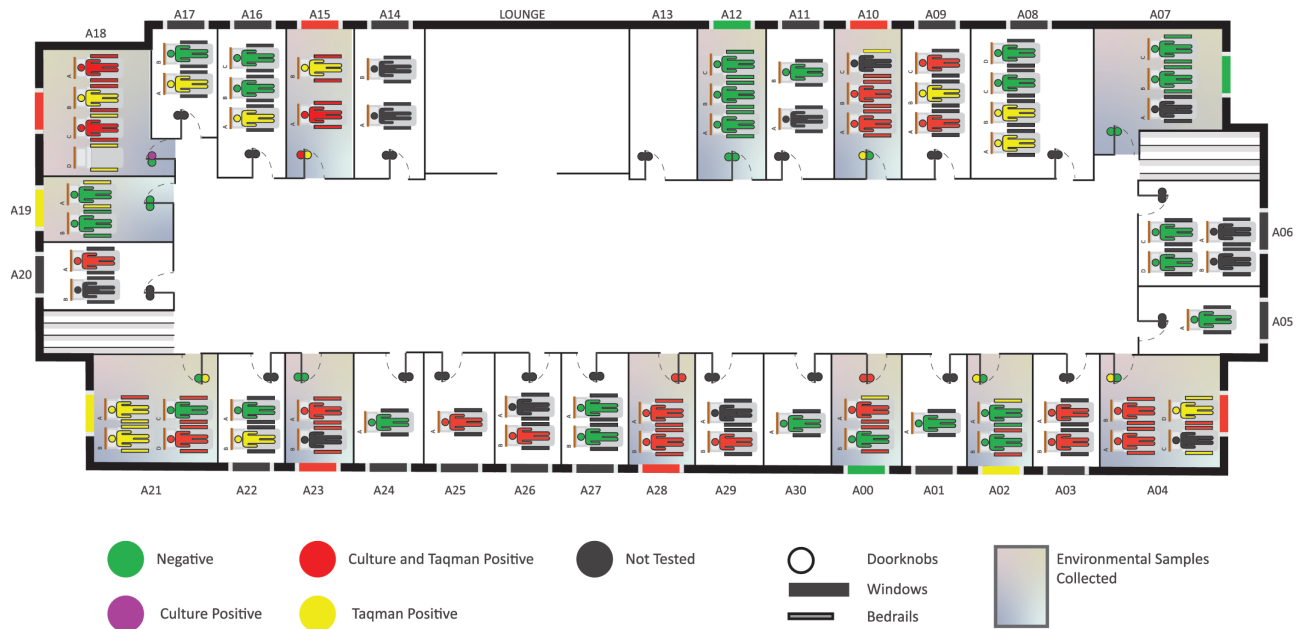 A17 A16 A15 A14 LOUNGE A13 A12 A11 A10 A09 A08 A07
A18
B C B B C B C C D C
A A A A B A B B C B
A A A A B A
A
B
C
D
A19
A
B
A20
A
B
A06
C A
D B
A05
A
A C
B D
A
B
A
B
A
A
A
B
A
B
A
B
A
B
A
A
B
A
A
B
A
B
A D
B C
A21 A22 A23 A24 A25 A26 A27 A28 A29 A30 A00 A01 A02 A03 A04
Negative
Culture and Taqman Positive
Not Tested
Doorknobs
Environmental Samples
Collected
Windows
Culture Positive
Taqman Positive
Bedrails